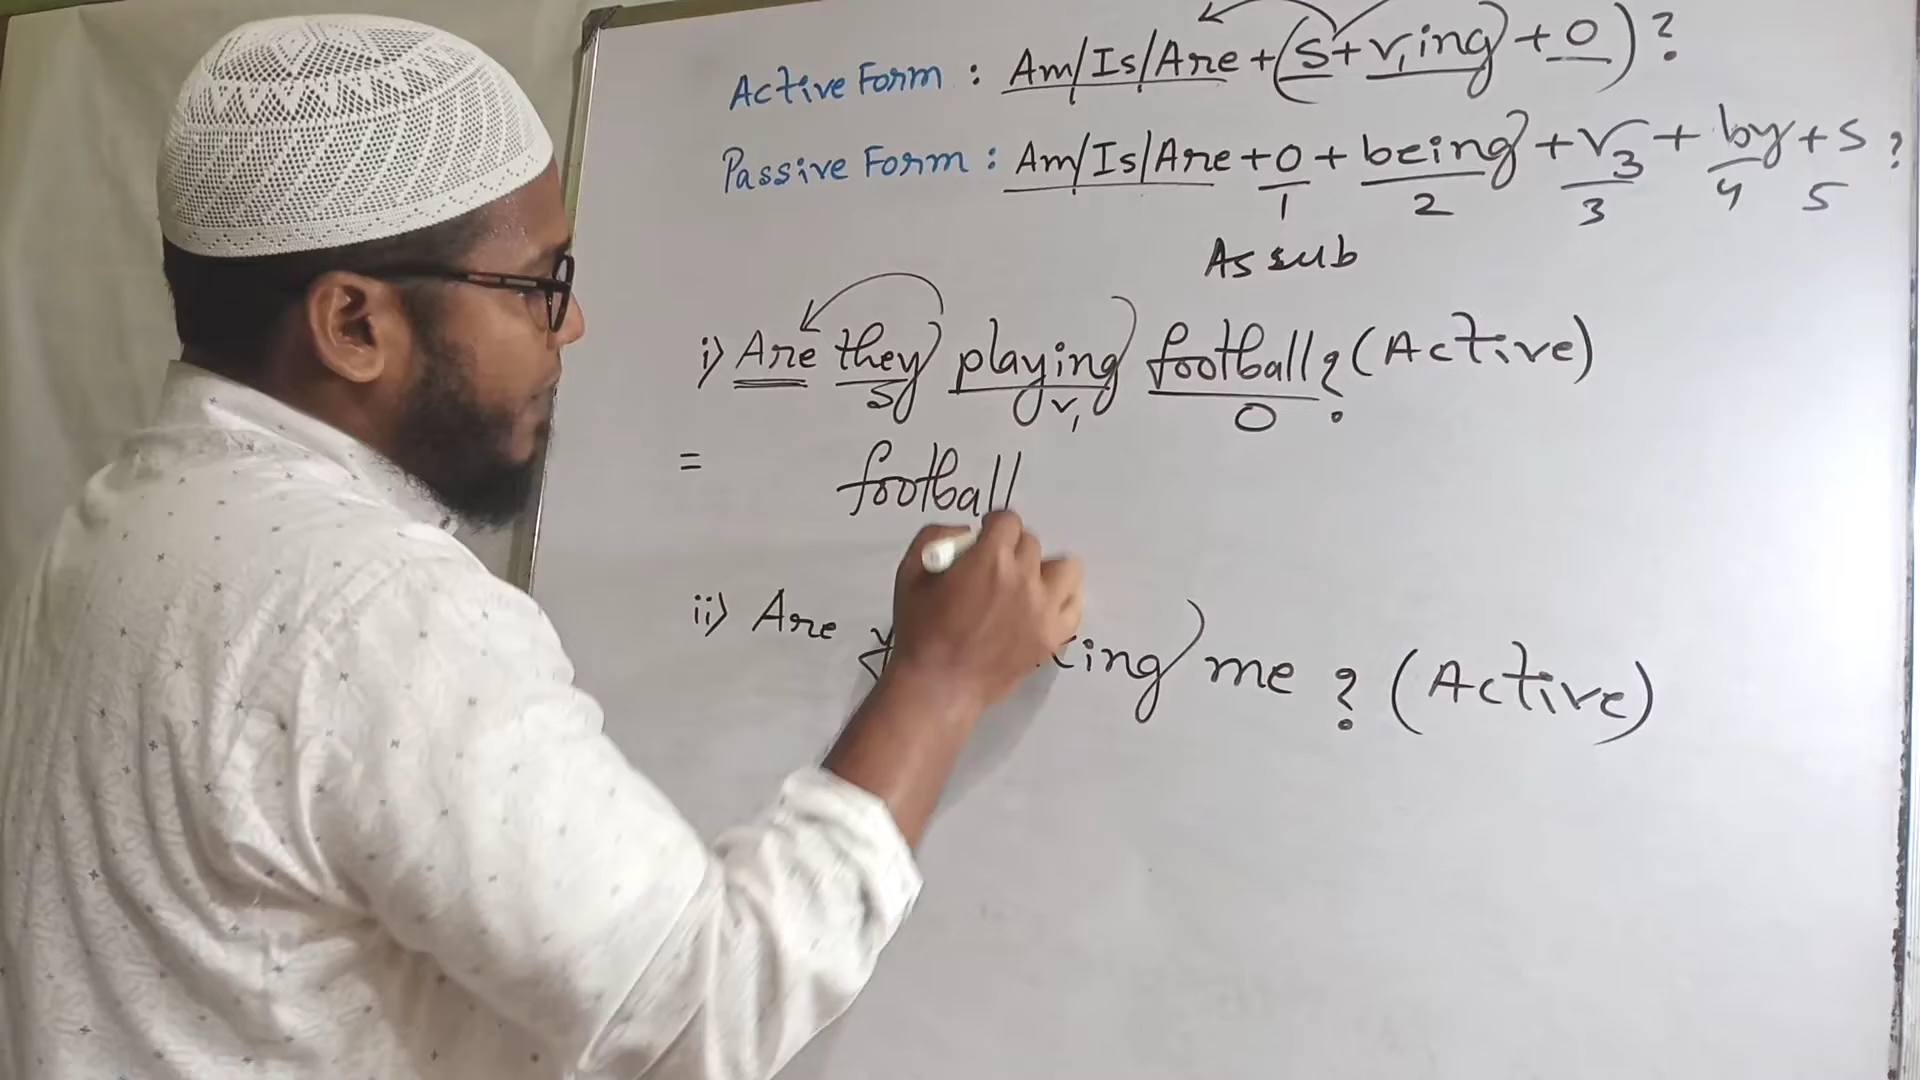 Active Form : Am/Is/Are + (S + V₁ing + O) ?
Passive Form : Am/Is/Are + O + being + V₃ + by + S ?
1 2 3 4 5
As sub
i) Are they playing football ? (Active)
S V₁ O
= football
ii) Are me ? (Active)